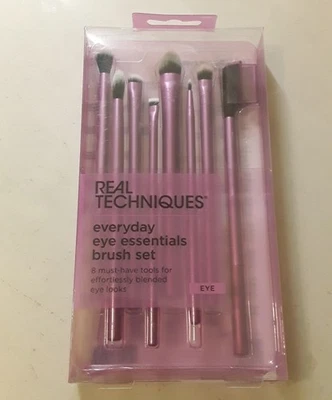 REAL
TECHNIQUES
everyday
eye essentials
brush set
8 must-have tools for
effortlessly blended
eye looks
EYE